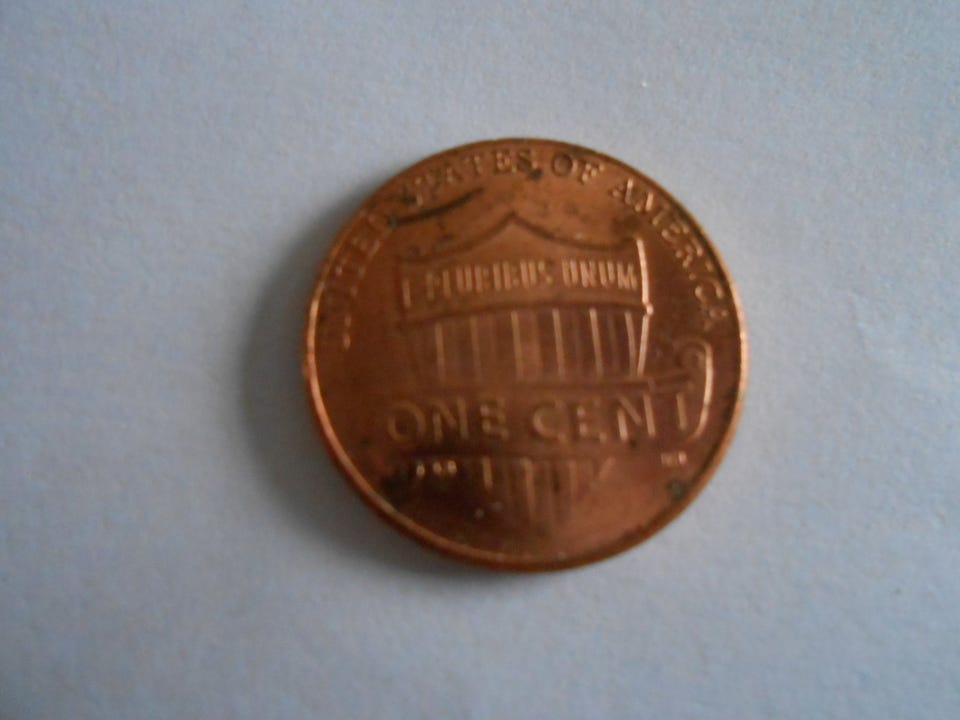 UNITED STATES OF AMERICA
E PLURIBUS UNUM
ONE CENT